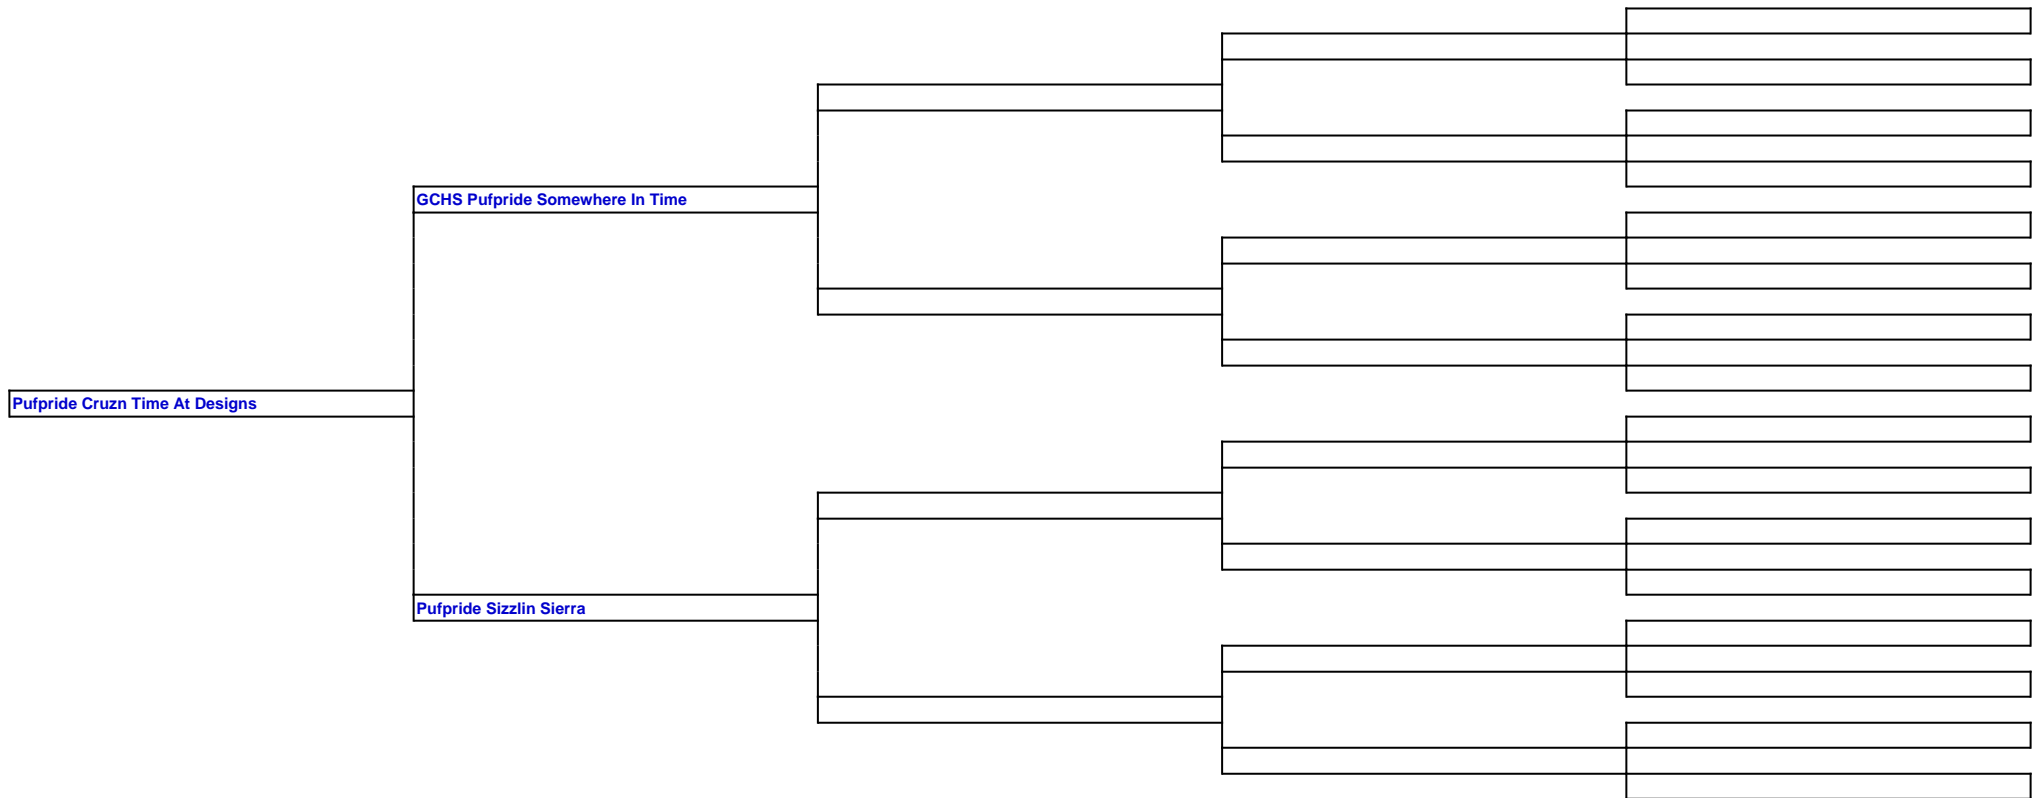 GCHS Pufpride Somewhere In Time
Pufpride Cruzn Time At Designs
Pufpride Sizzlin Sierra